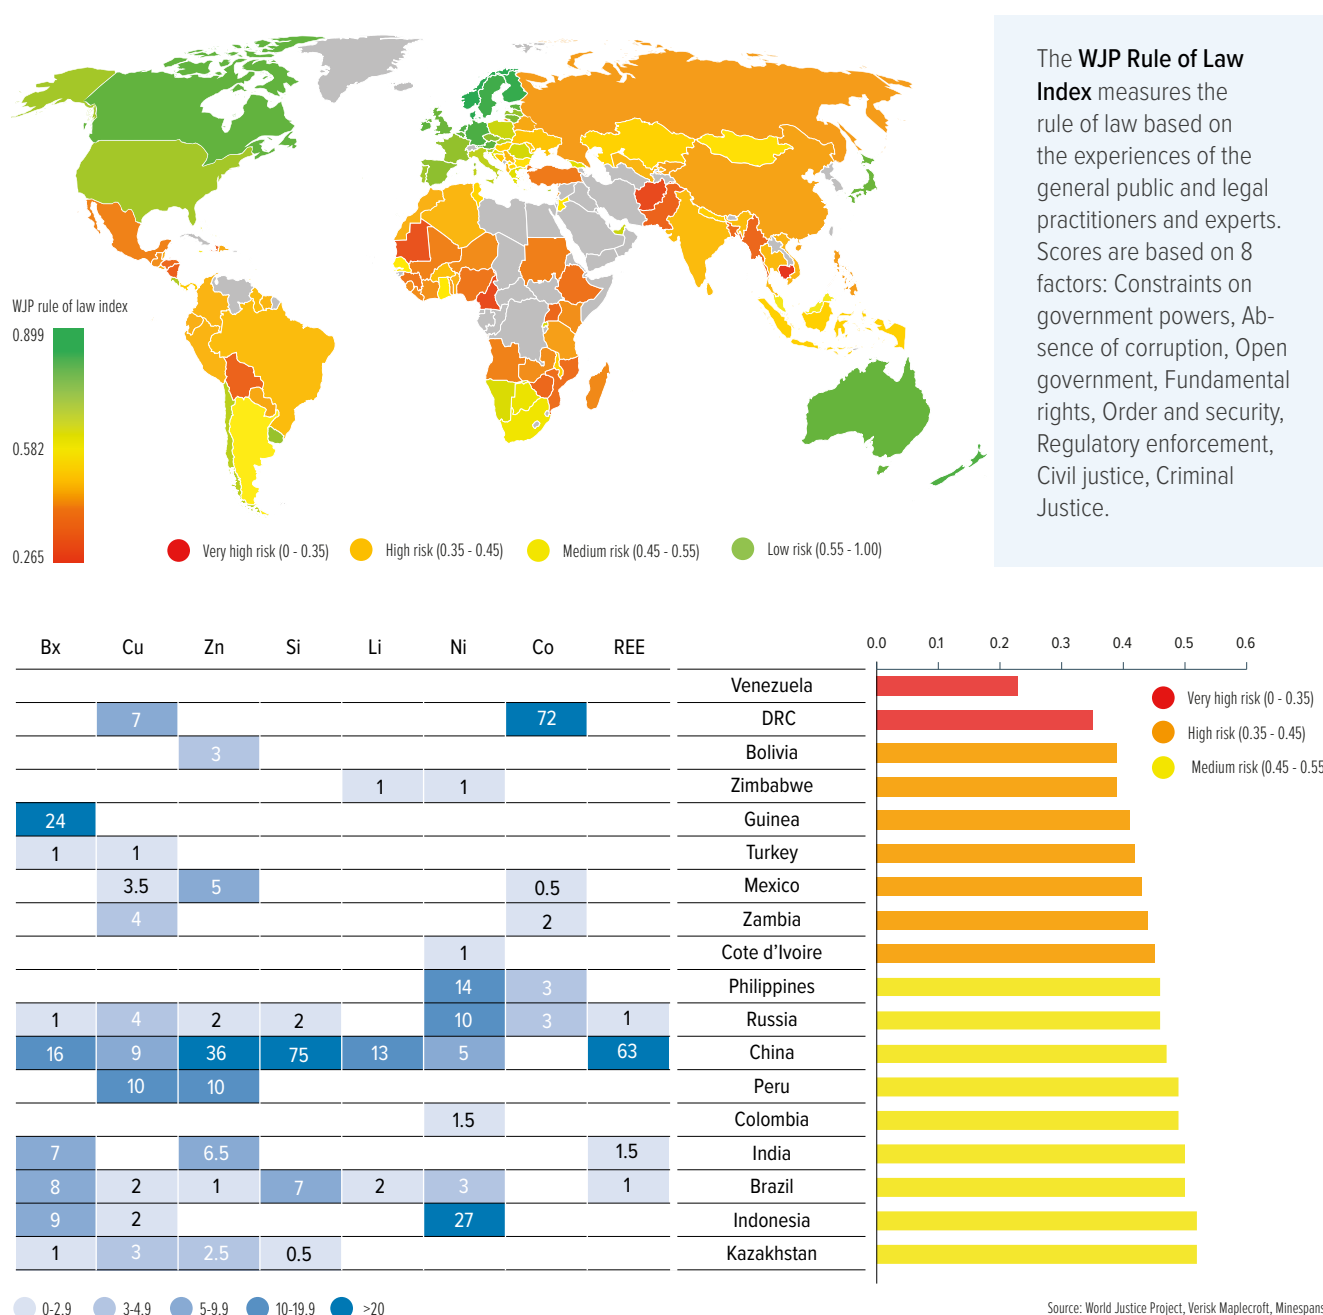 The WJP Rule of Law
Index measures the
rule of law based on
the experiences of the
general public and legal
practitioners and experts.
Scores are based on 8
factors: Constraints on
government powers, Ab-
sence of corruption, Open
government, Fundamental
rights, Order and security,
Regulatory enforcement,
Civil justice, Criminal
Justice.
WJP rule of law index
0.899
0.582
0.265
Very high risk (0 - 0.35) High risk (0.35 - 0.45) Medium risk (0.45 - 0.55) Low risk (0.55 - 1.00)
Bx Cu Zn Si Li Ni Co REE 0.0 0.1 0.2 0.3 0.4 0.5 0.6
Venezuela
7 72 DRC
3 Bolivia
1 1 Zimbabwe
24 Guinea
1 1 Turkey
3.5 5 0.5 Mexico
4 2 Zambia
1 Cote d'Ivoire
14 3 Philippines
1 4 2 2 10 3 1 Russia
16 9 36 75 13 5 63 China
10 10 Peru
1.5 Colombia
7 6.5 1.5 India
8 2 1 7 2 3 1 Brazil
9 2 27 Indonesia
1 3 2.5 0.5 Kazakhstan
Very high risk (0 - 0.35)
High risk (0.35 - 0.45)
Medium risk (0.45 - 0.55
0-2.9 3-4.9 5-9.9 10-19.9 >20
Source: World Justice Project, Verisk Maplecroft, Minespans